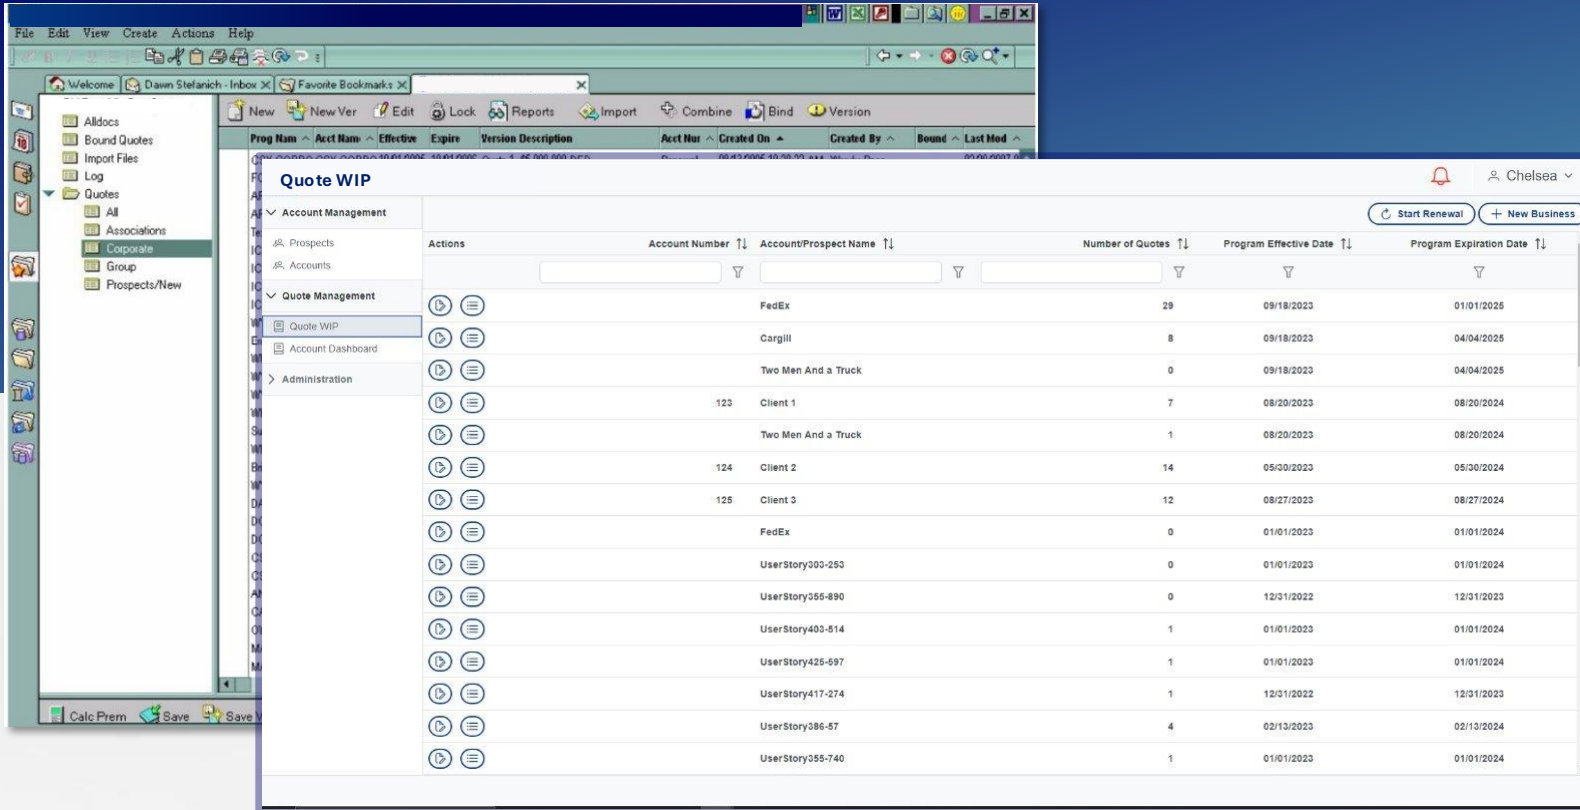 File Edit View Create Actions Help
Welcome Dawn Stefanich - Inbox Favorite Bookmarks
New New Ver Edit Lock Reports Import Combine Bind Version
Prog Nam Acct Nam Effective Expire Version Description Acct Nur Created On Created By Bound Last Mod
Alldocs
Bound Quotes
Import Files
Log
Quotes
All
Associations
Corporate
Group
Prospects/New
Calc Prem Save Save V
Quote WIP Chelsea
Account Management Start Renewal New Business
Prospects
Accounts
Quote Management
Quote WIP
Account Dashboard
Administration
Actions Account Number Account/Prospect Name Number of Quotes Program Effective Date Program Expiration Date
FedEx 29 09/18/2023 01/01/2025
Cargill 8 09/18/2023 04/04/2025
Two Men And a Truck 0 09/18/2023 04/04/2025
123 Client 1 7 08/20/2023 08/20/2024
Two Men And a Truck 1 08/20/2023 08/20/2024
124 Client 2 14 05/30/2023 05/30/2024
125 Client 3 12 08/27/2023 08/27/2024
FedEx 0 01/01/2023 01/01/2024
UserStory303-253 0 01/01/2023 01/01/2024
UserStory355-890 0 12/31/2022 12/31/2023
UserStory403-514 1 01/01/2023 01/01/2024
UserStory425-597 1 01/01/2023 01/01/2024
UserStory417-274 1 12/31/2022 12/31/2023
UserStory386-57 4 02/13/2023 02/13/2024
UserStory355-740 1 01/01/2023 01/01/2024